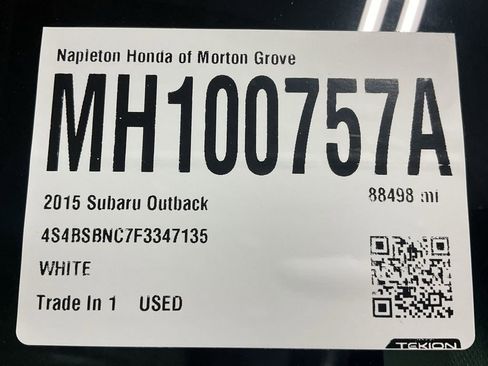 Napleton Honda of Morton Grove
MH100757A
2015 Subaru Outback 88498 mi
4S4BSBNC7F3347135
WHITE
Trade In 1 USED
TEKION